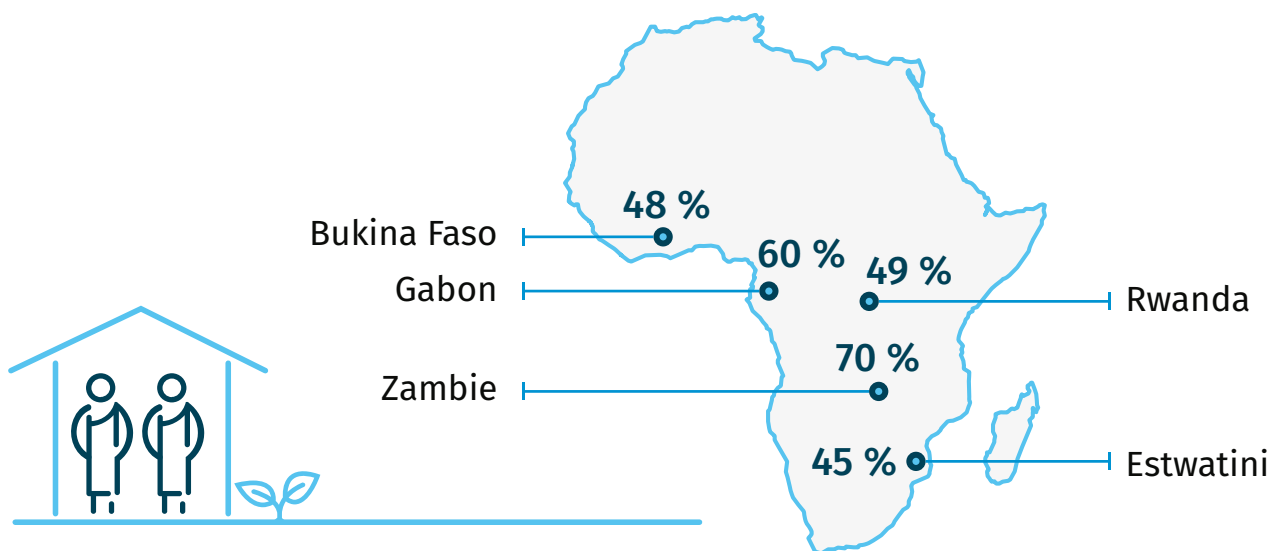 48 %
Bukina Faso
60 %
49 %
Gabon
Rwanda
70 %
Zambie
45 %
Estwatini